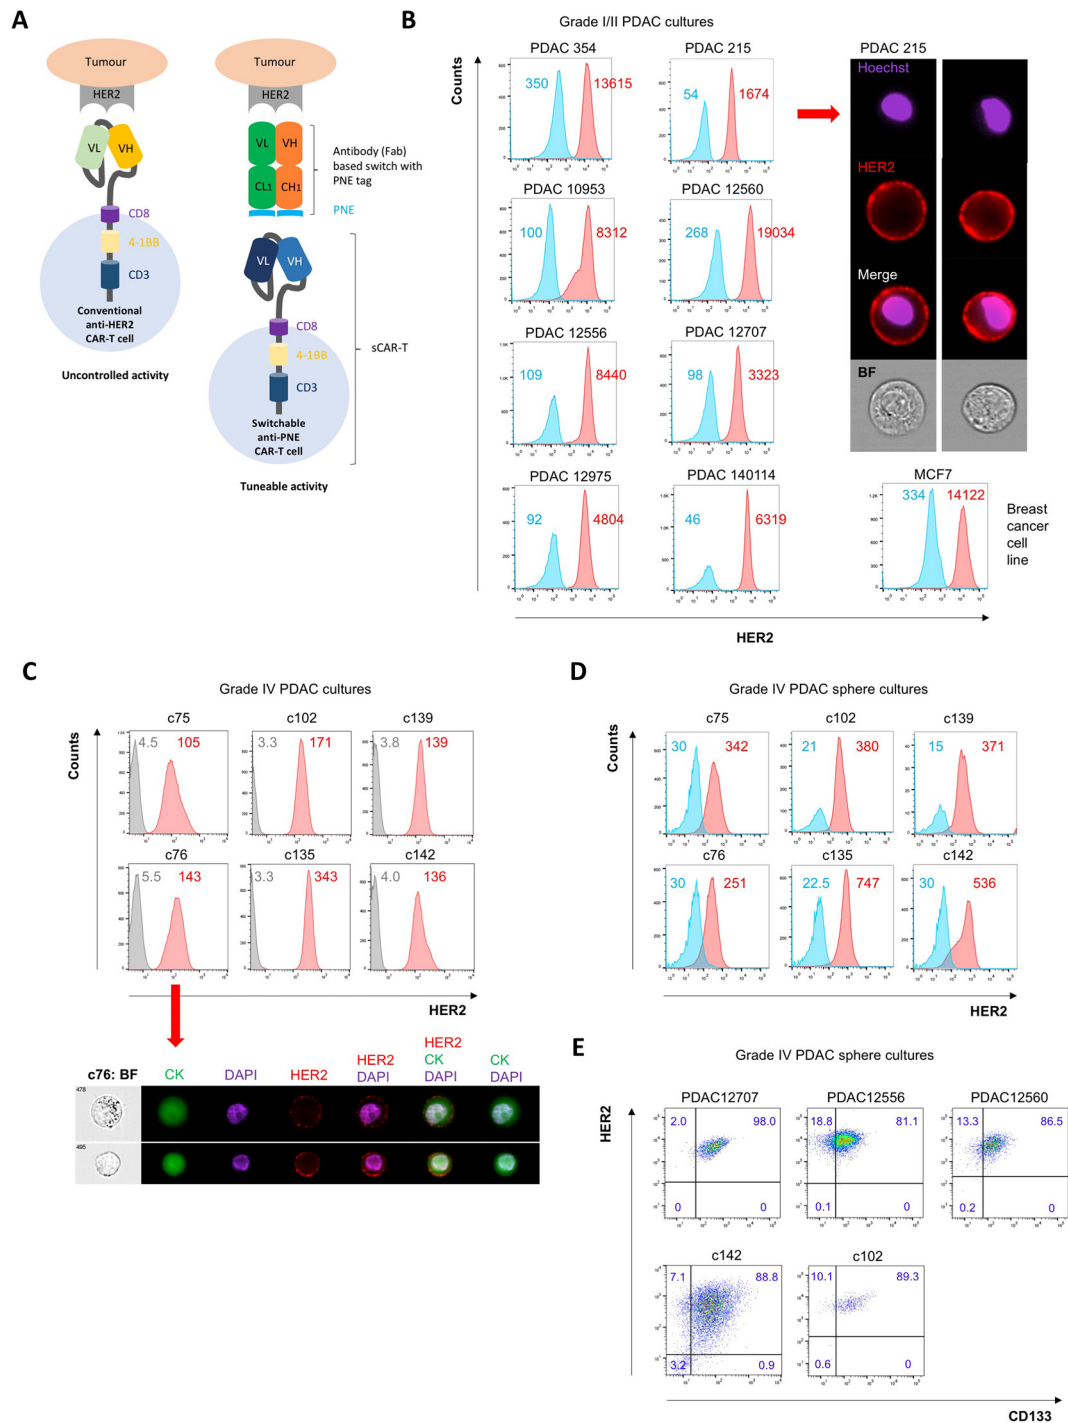 A
Tumour
HER2
VL
VH
CD8
4-1BB
CD3
Conventional
anti-HER2
CAR-T cell
Uncontrolled activity
Tumour
HER2
VL
VH
CL1
CH1
Antibody (Fab)
based switch with
PNE tag
PNE
VL
VH
CD8
4-1BB
CD3
sCAR-T
Switchable
anti-PNE
CAR-T cell
Tuneable activity
B
Grade I/II PDAC cultures
Counts
PDAC 354
350
13615
PDAC 215
54
1674
PDAC 10953
100
8312
PDAC 12560
268
19034
PDAC 12556
109
8440
PDAC 12707
98
3323
PDAC 12975
92
4804
PDAC 140114
46
6319
PDAC 215
Hoechst
HER2
Merge
BF
MCF7
334
14122
Breast
cancer
cell
line
HER2
C
Grade IV PDAC cultures
Counts
c75
4.5
105
c102
3.3
171
c139
3.8
139
c76
5.5
143
c135
3.3
343
c142
4.0
136
HER2
c76: BF
CK
DAPI
HER2
HER2
DAPI
HER2
CK
DAPI
CK
DAPI
478
495
D
Grade IV PDAC sphere cultures
Counts
c75
30
342
c102
21
380
c139
15
371
c76
30
251
c135
22.5
747
c142
30
536
HER2
E
Grade IV PDAC sphere cultures
HER2
PDAC12707
2.0
98.0
0
0
PDAC12556
18.8
81.1
0.1
0
PDAC12560
13.3
86.5
0.2
0
c142
7.1
88.8
3.2
0.9
c102
10.1
89.3
0.6
0
CD133